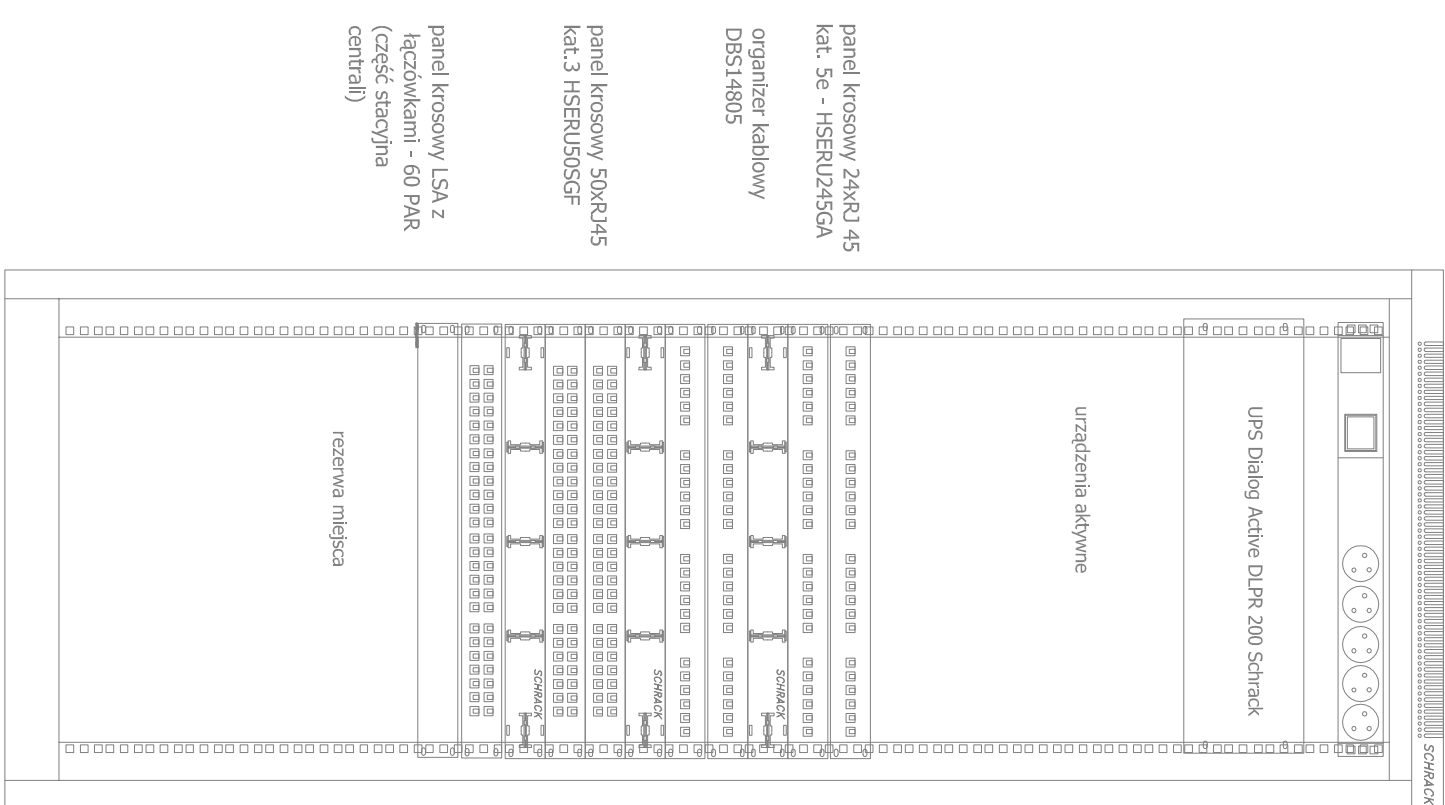 panel krosowy 24xRJ 45
kat. 5e - HSERU245GA
organizer kablowy
DBS14805
panel krosowy 50xRJ45
kat.3 HSERU50SGF
panel krosowy LSA z
łączówkami - 60 PAR
(część stacyjna
centrali)
SCHRACK
UPS Dialog Active DLPR 200 Schrack
urządzenia aktywne
SCHRACK
SCHRACK
SCHRACK
rezerwa miejsca